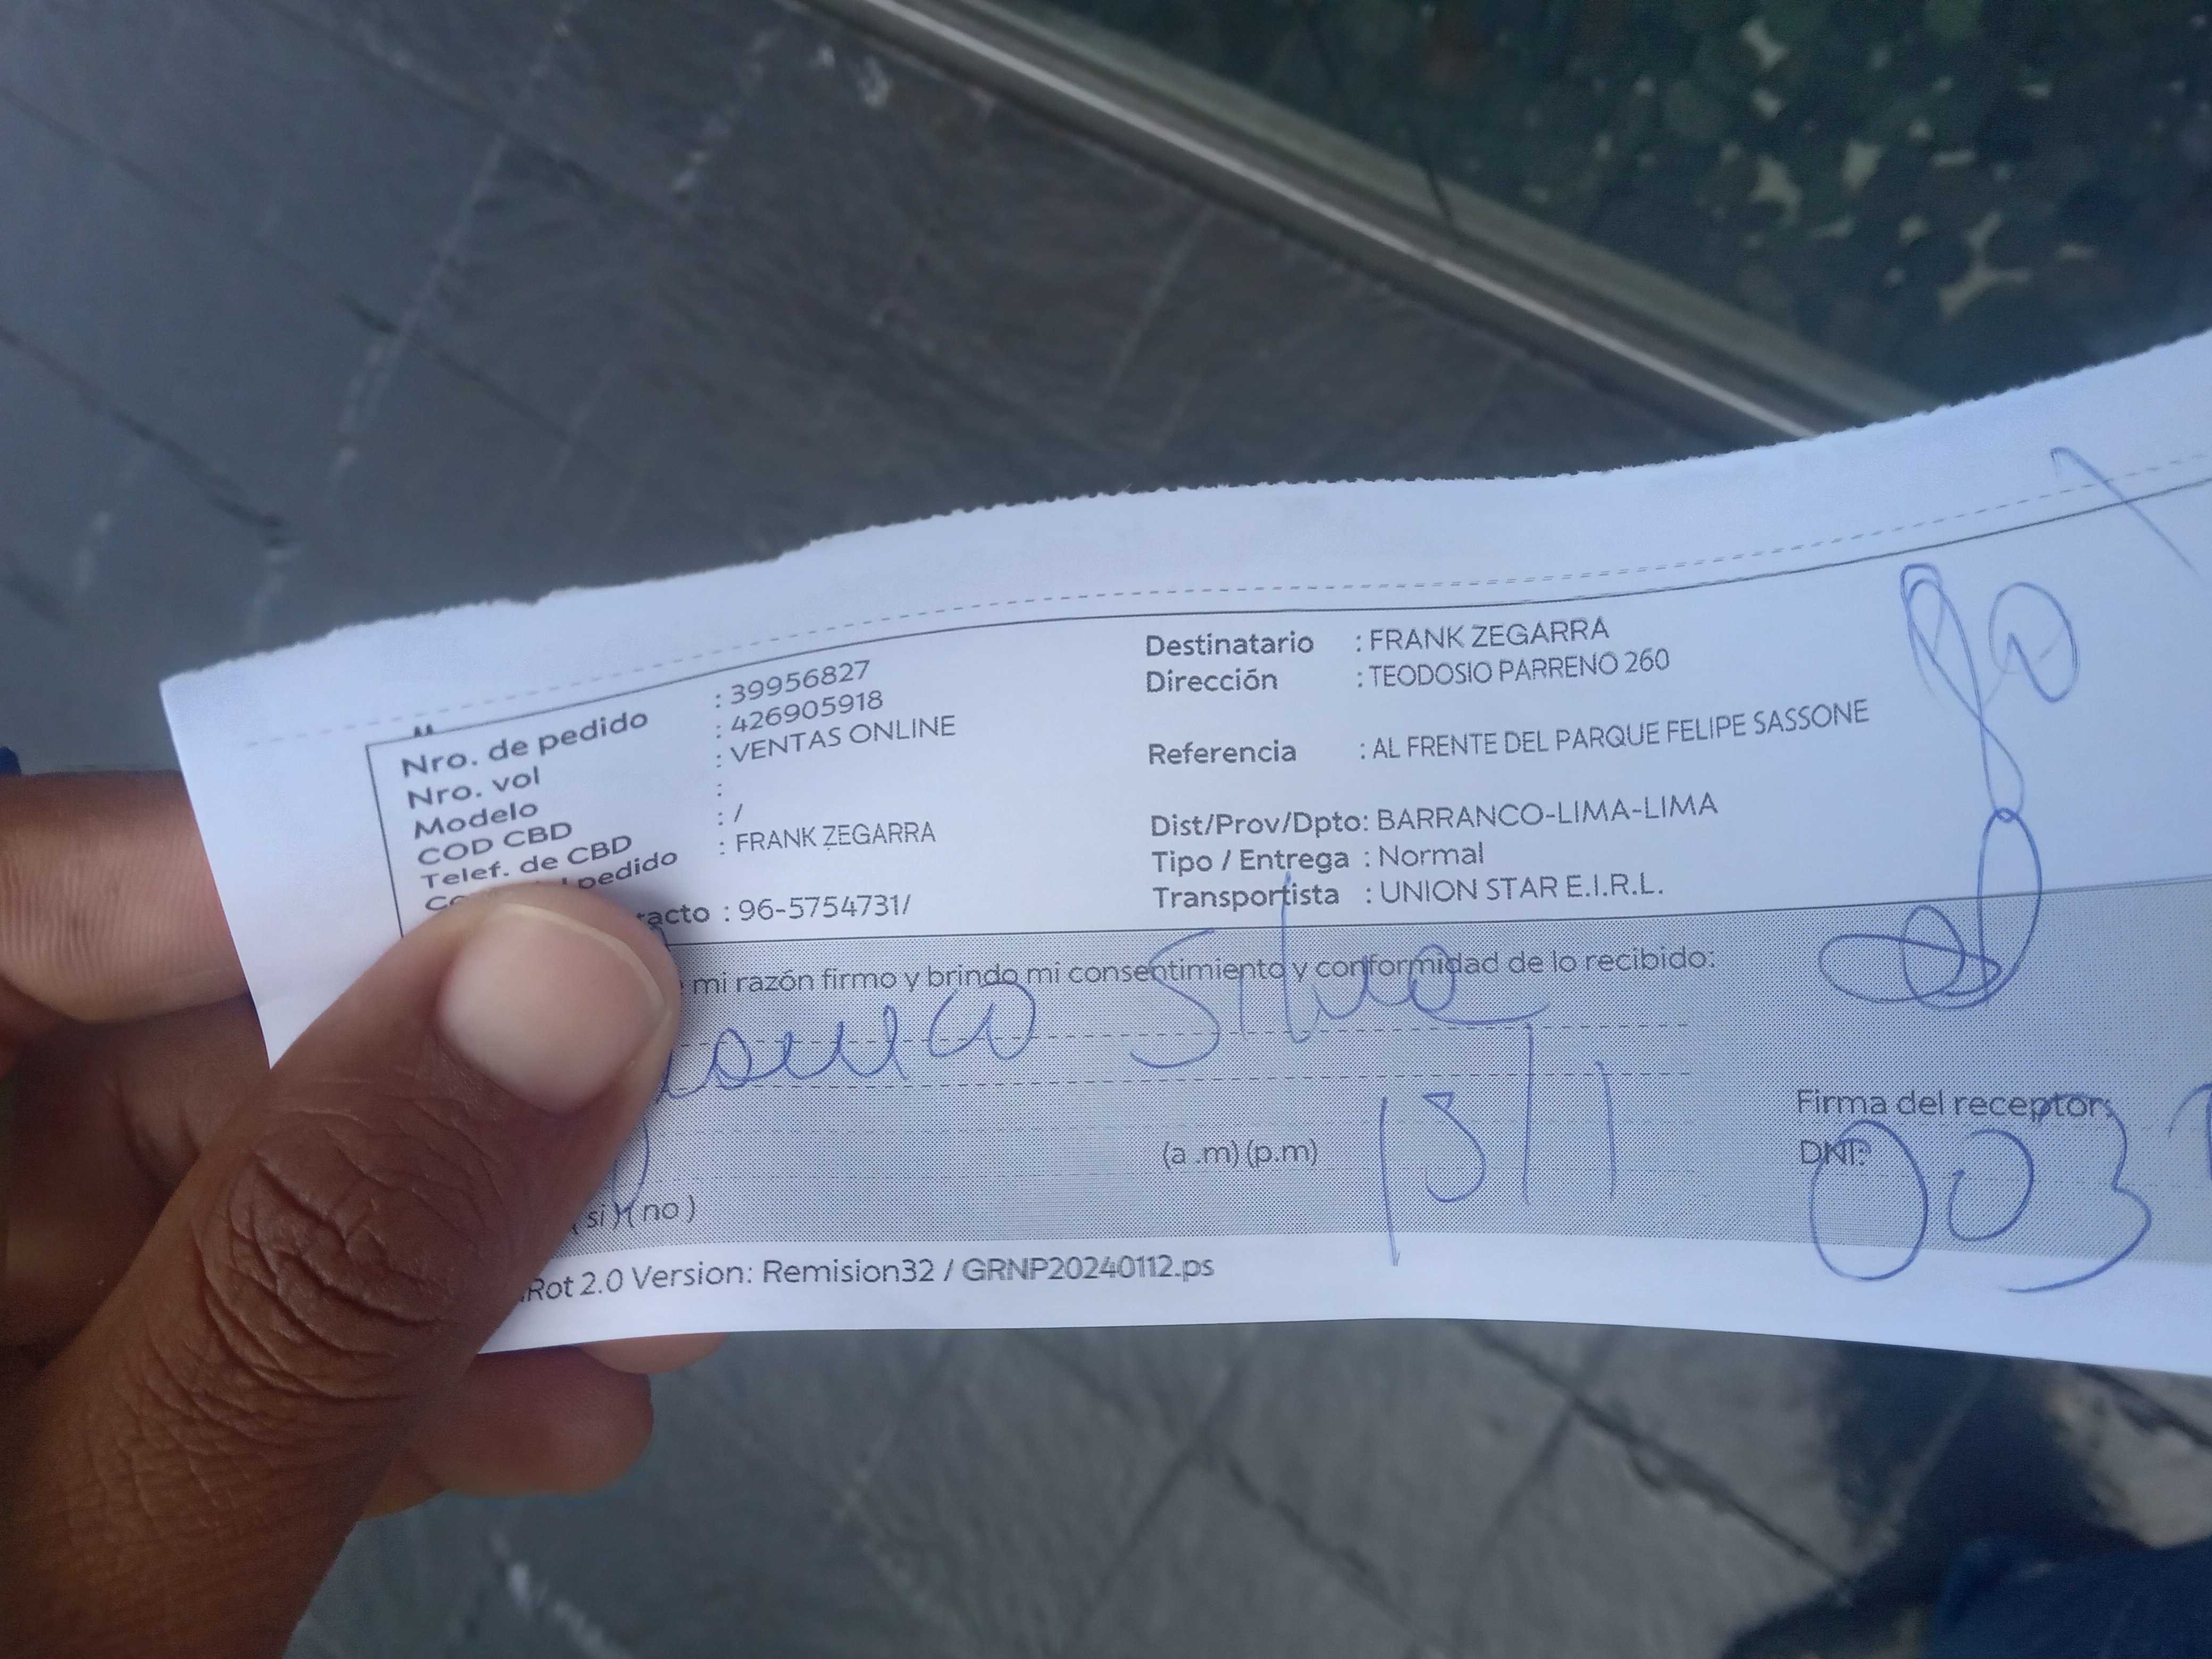 Nro. de pedido : 39956827
Nro. vol : 426905918
Modelo : VENTAS ONLINE
COD CBD :
Telef. de CBD : /
pedido : FRANK ZEGARRA
tacto : 96-5754731/
Destinatario : FRANK ZEGARRA
Dirección : TEODOSIO PARRENO 260
Referencia : AL FRENTE DEL PARQUE FELIPE SASSONE
Dist/Prov/Dpto: BARRANCO-LIMA-LIMA
Tipo / Entrega : Normal
Transportista : UNION STAR E.I.R.L.
mi razón firmo y brindo mi consentimiento y conformidad de lo recibido:
Silva
(a .m) (p.m)
Firma del receptor:
DNI: 003
( si ) ( no )
Rot 2.0 Version: Remision32 / GRNP20240112.ps